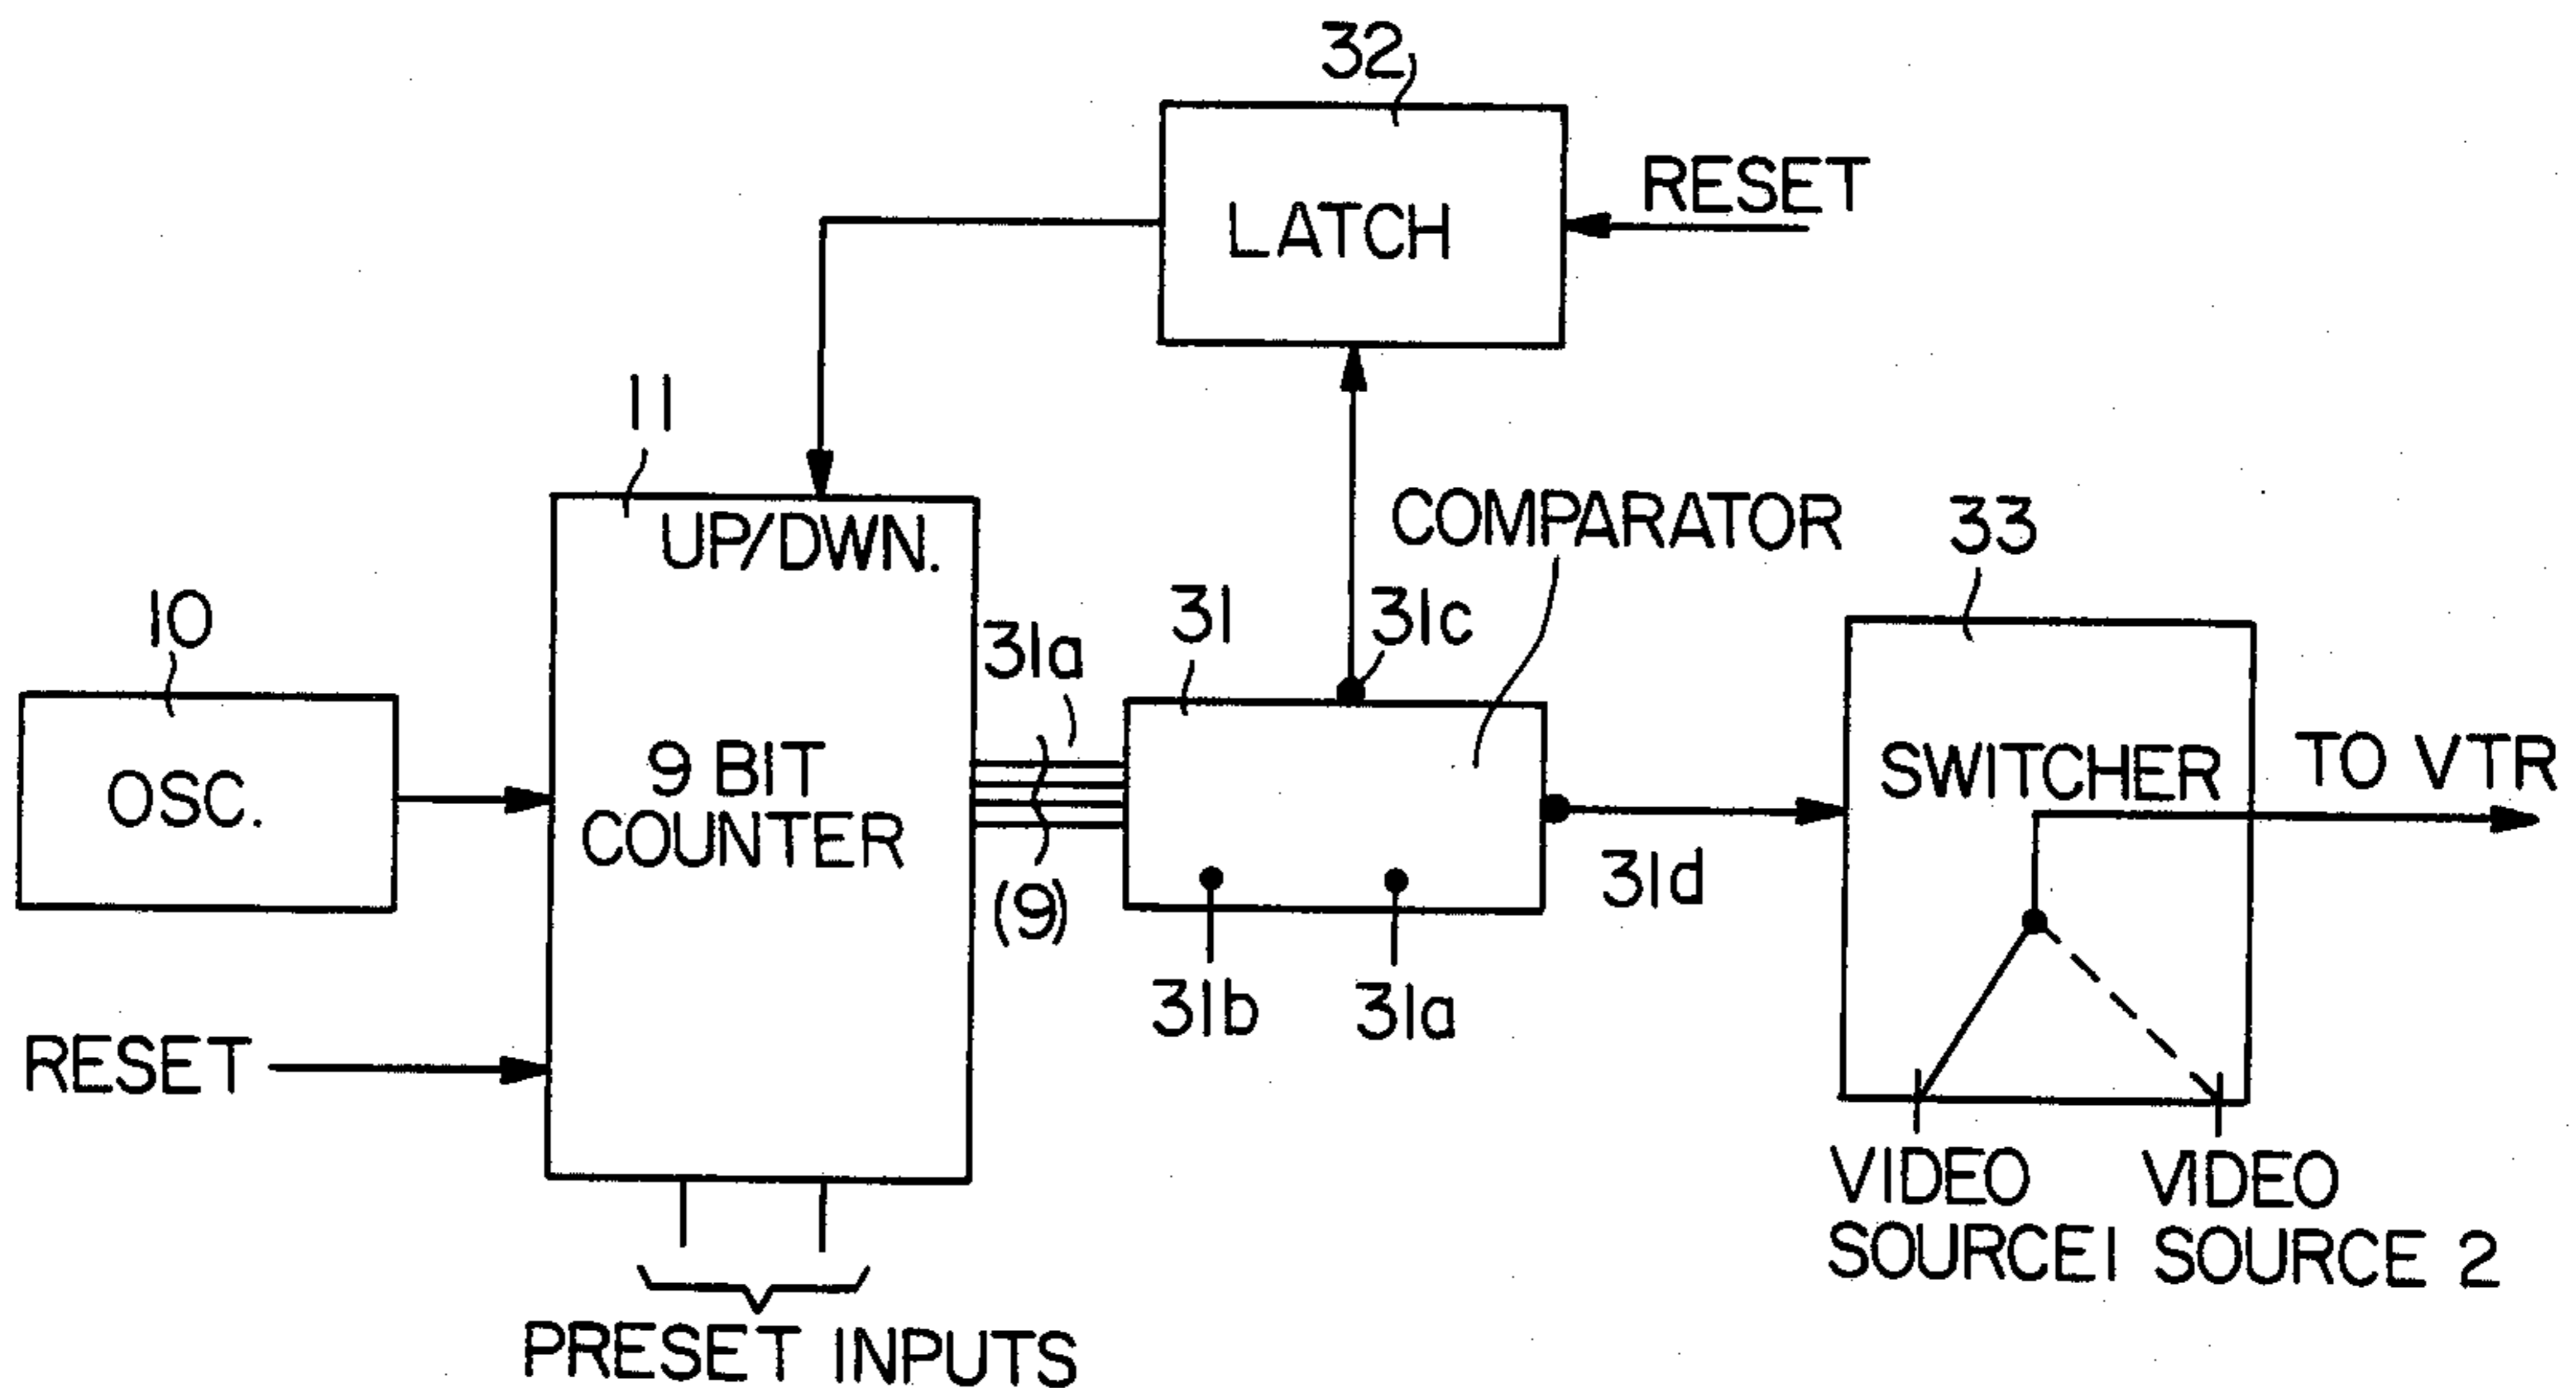 32
RESET
LATCH
11
UP/DWN.
COMPARATOR
33
10
31a
31
31c
9 BIT
COUNTER
SWITCHER
TO VTR
OSC.
(9)
31d
31b
31a
RESET
VIDEO
SOURCE1
VIDEO
SOURCE 2
PRESET INPUTS